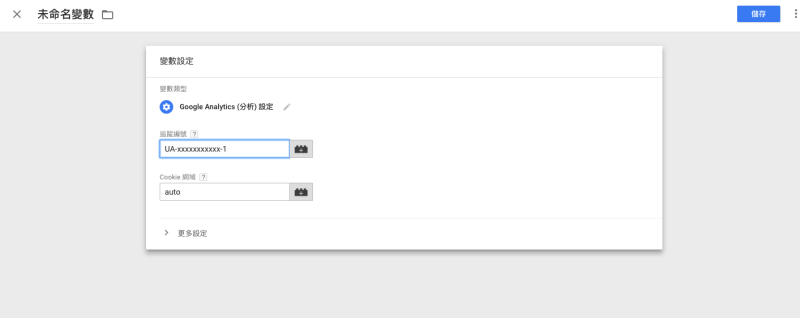 未命名變數
儲存
變數設定
變數類型
Google Analytics (分析) 設定
追蹤編號 ?
UA-xxxxxxxxxxx-1
Cookie 網域 ?
auto
更多設定